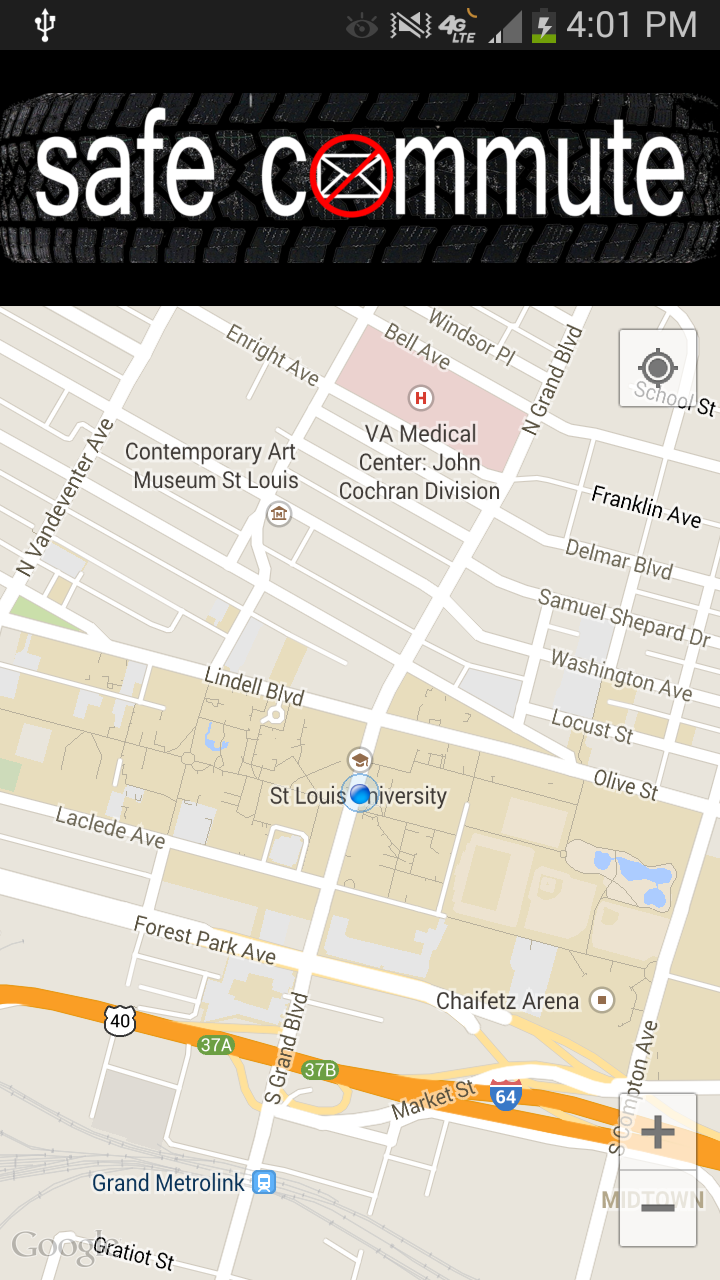 4G LTE 4:01 PM
safe commute
Windsor Pl
Bell Ave
Enright Ave
N Grand Blvd
School St
H
VA Medical
Center: John
Cochran Division
Contemporary Art
Museum St Louis
M
N Vandeventer Ave
Franklin Ave
Delmar Blvd
Samuel Shepard Dr
Washington Ave
Lindell Blvd
Locust St
Olive St
St Louis University
Laclede Ave
Forest Park Ave
Chaifetz Arena
40
37A
37B
S Grand Blvd
Market St
64
S Compton Ave
Grand Metrolink
MIDTOWN
Google
Gratiot St